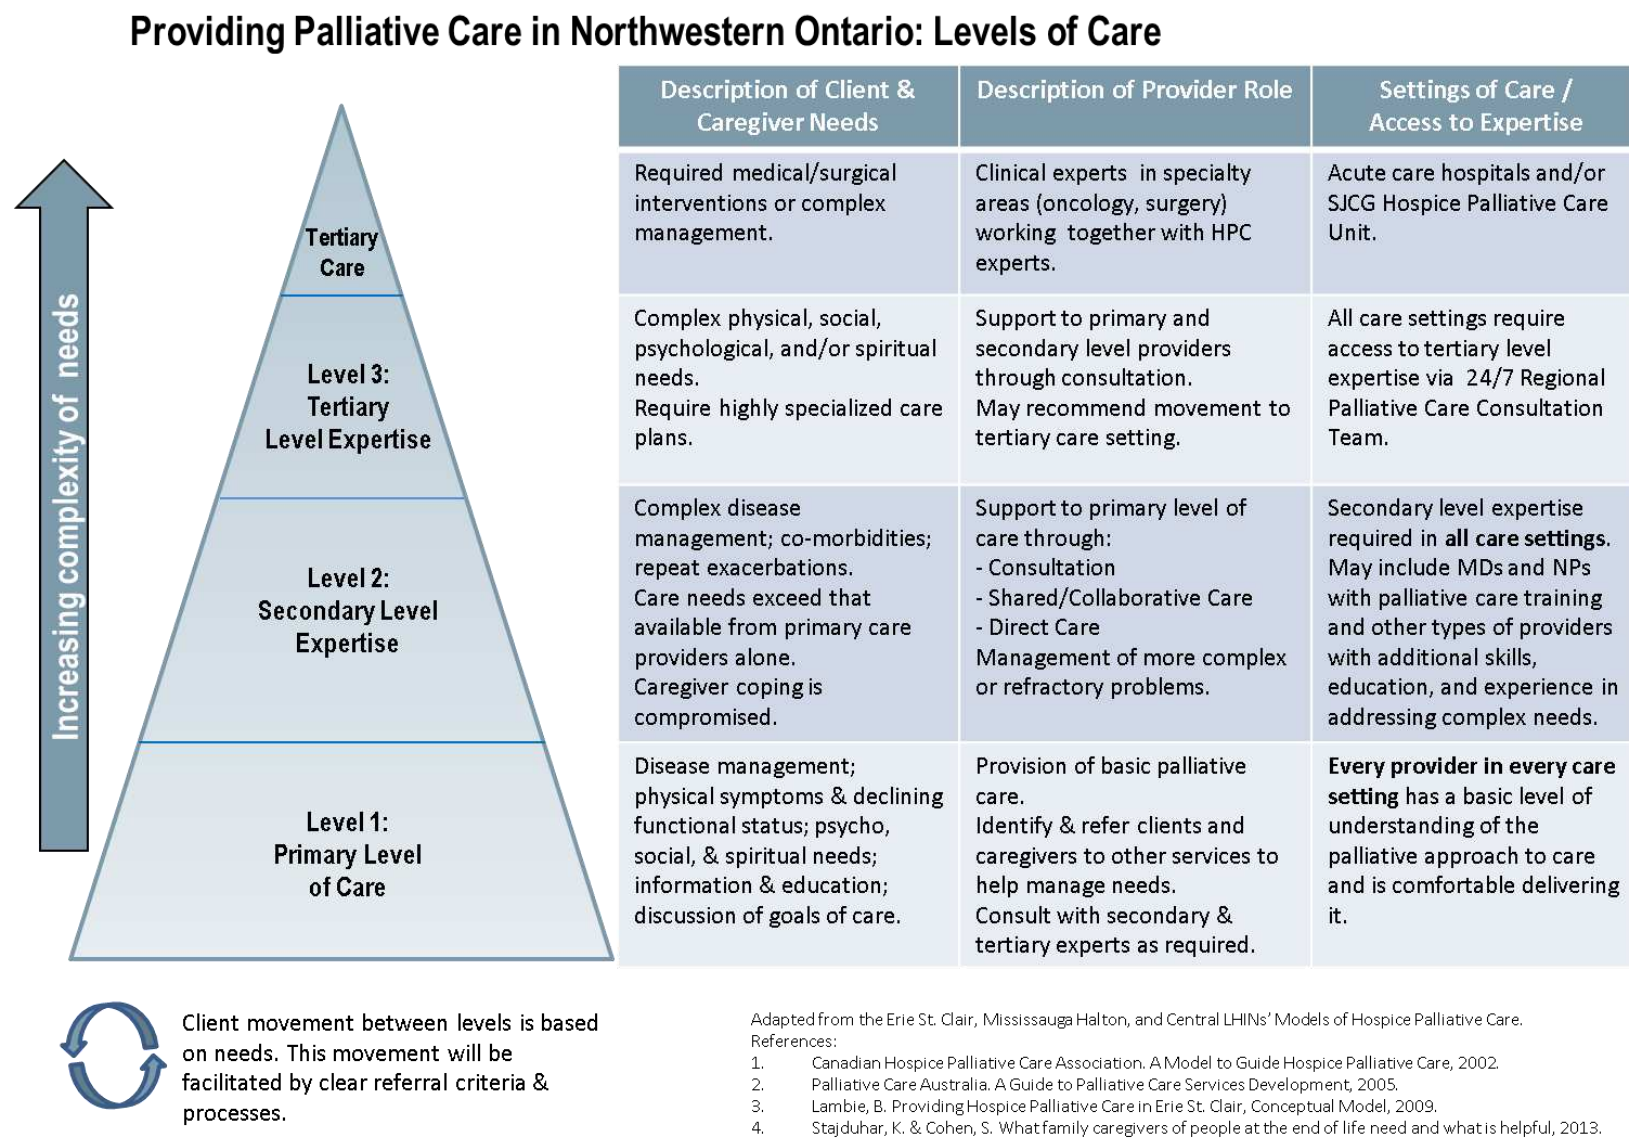 Providing Palliative Care in Northwestern Ontario: Levels of Care
Increasing complexity of needs
Tertiary
Care
Level 3:
Tertiary
Level Expertise
Level 2:
Secondary Level
Expertise
Level 1:
Primary Level
of Care
Description of Client &
Caregiver Needs
Description of Provider Role
Settings of Care /
Access to Expertise
Required medical/surgical
interventions or complex
management.
Clinical experts in specialty
areas (oncology, surgery)
working together with HPC
experts.
Acute care hospitals and/or
SJCG Hospice Palliative Care
Unit.
Complex physical, social,
psychological, and/or spiritual
needs.
Require highly specialized care
plans.
Support to primary and
secondary level providers
through consultation.
May recommend movement to
tertiary care setting.
All care settings require
access to tertiary level
expertise via 24/7 Regional
Palliative Care Consultation
Team.
Complex disease
management; co-morbidities;
repeat exacerbations.
Care needs exceed that
available from primary care
providers alone.
Caregiver coping is
compromised.
Support to primary level of
care through:
- Consultation
- Shared/Collaborative Care
- Direct Care
Management of more complex
or refractory problems.
Secondary level expertise
required in all care settings.
May include MDs and NPs
with palliative care training
and other types of providers
with additional skills,
education, and experience in
addressing complex needs.
Disease management;
physical symptoms & declining
functional status; psycho,
social, & spiritual needs;
information & education;
discussion of goals of care.
Provision of basic palliative
care.
Identify & refer clients and
caregivers to other services to
help manage needs.
Consult with secondary &
tertiary experts as required.
Every provider in every care
setting has a basic level of
understanding of the
palliative approach to care
and is comfortable delivering
it.
Client movement between levels is based
on needs. This movement will be
facilitated by clear referral criteria &
processes.
Adapted from the Erie St. Clair, Mississauga Halton, and Central LHINs' Models of Hospice Palliative Care.
References:
1. Canadian Hospice Palliative Care Association. A Model to Guide Hospice Palliative Care, 2002.
2. Palliative Care Australia. A Guide to Palliative Care Services Development, 2005.
3. Lambie, B. Providing Hospice Palliative Care in Erie St. Clair, Conceptual Model, 2009.
4. Stajduhar, K. & Cohen, S. What family caregivers of people at the end of life need and what is helpful, 2013.